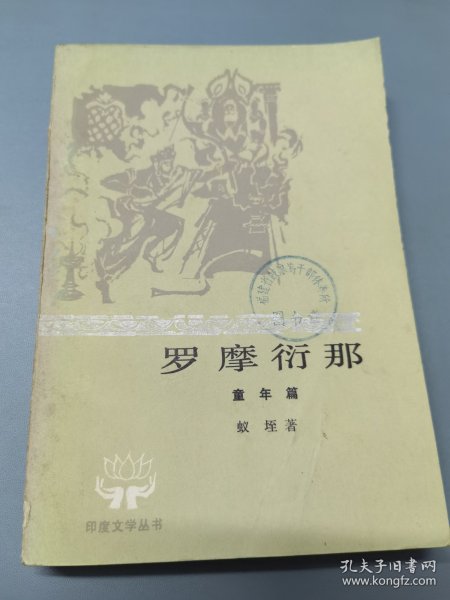 罗摩衍那
童年篇
蚁垤著
印度文学丛书
孔夫子旧书网
www.kongfz.com